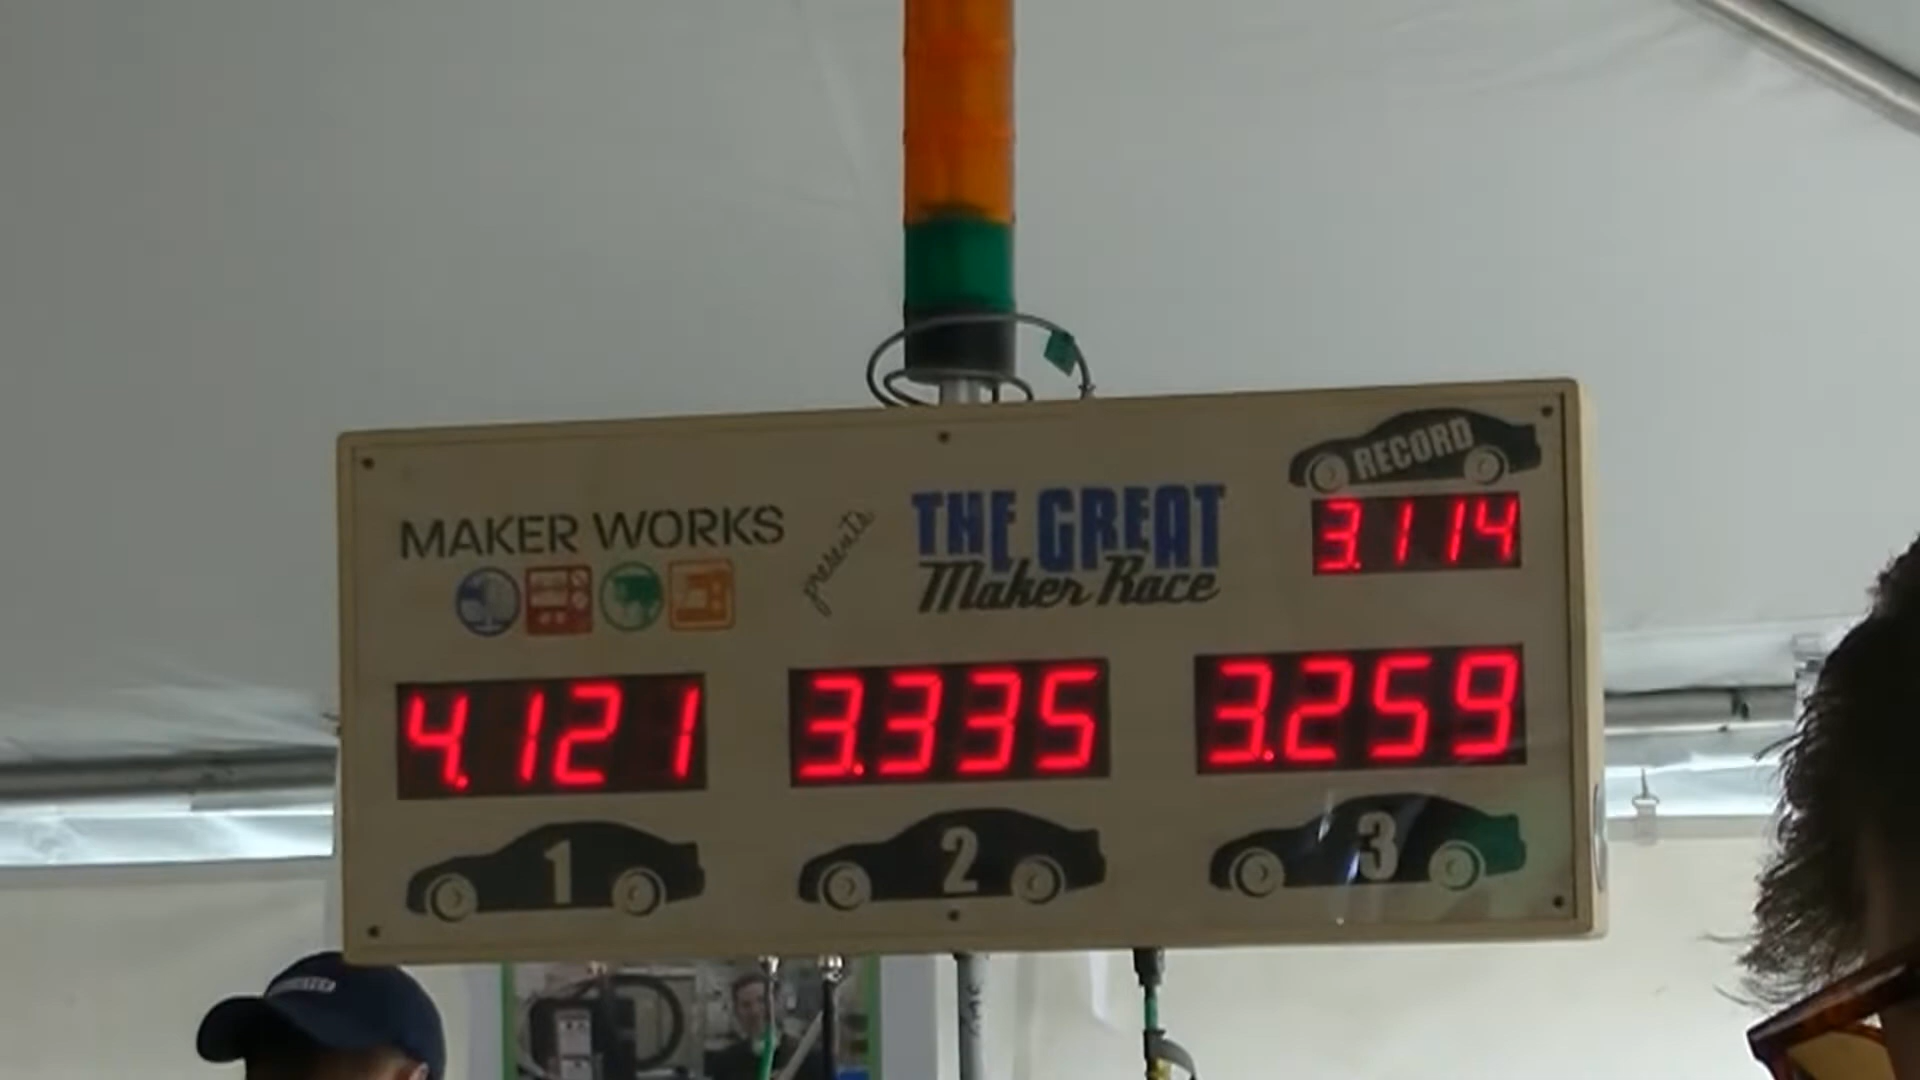 RECORD
MAKER WORKS
presents
THE GREAT
Maker Race
3.114
4.121
3.335
3.259
1
2
3